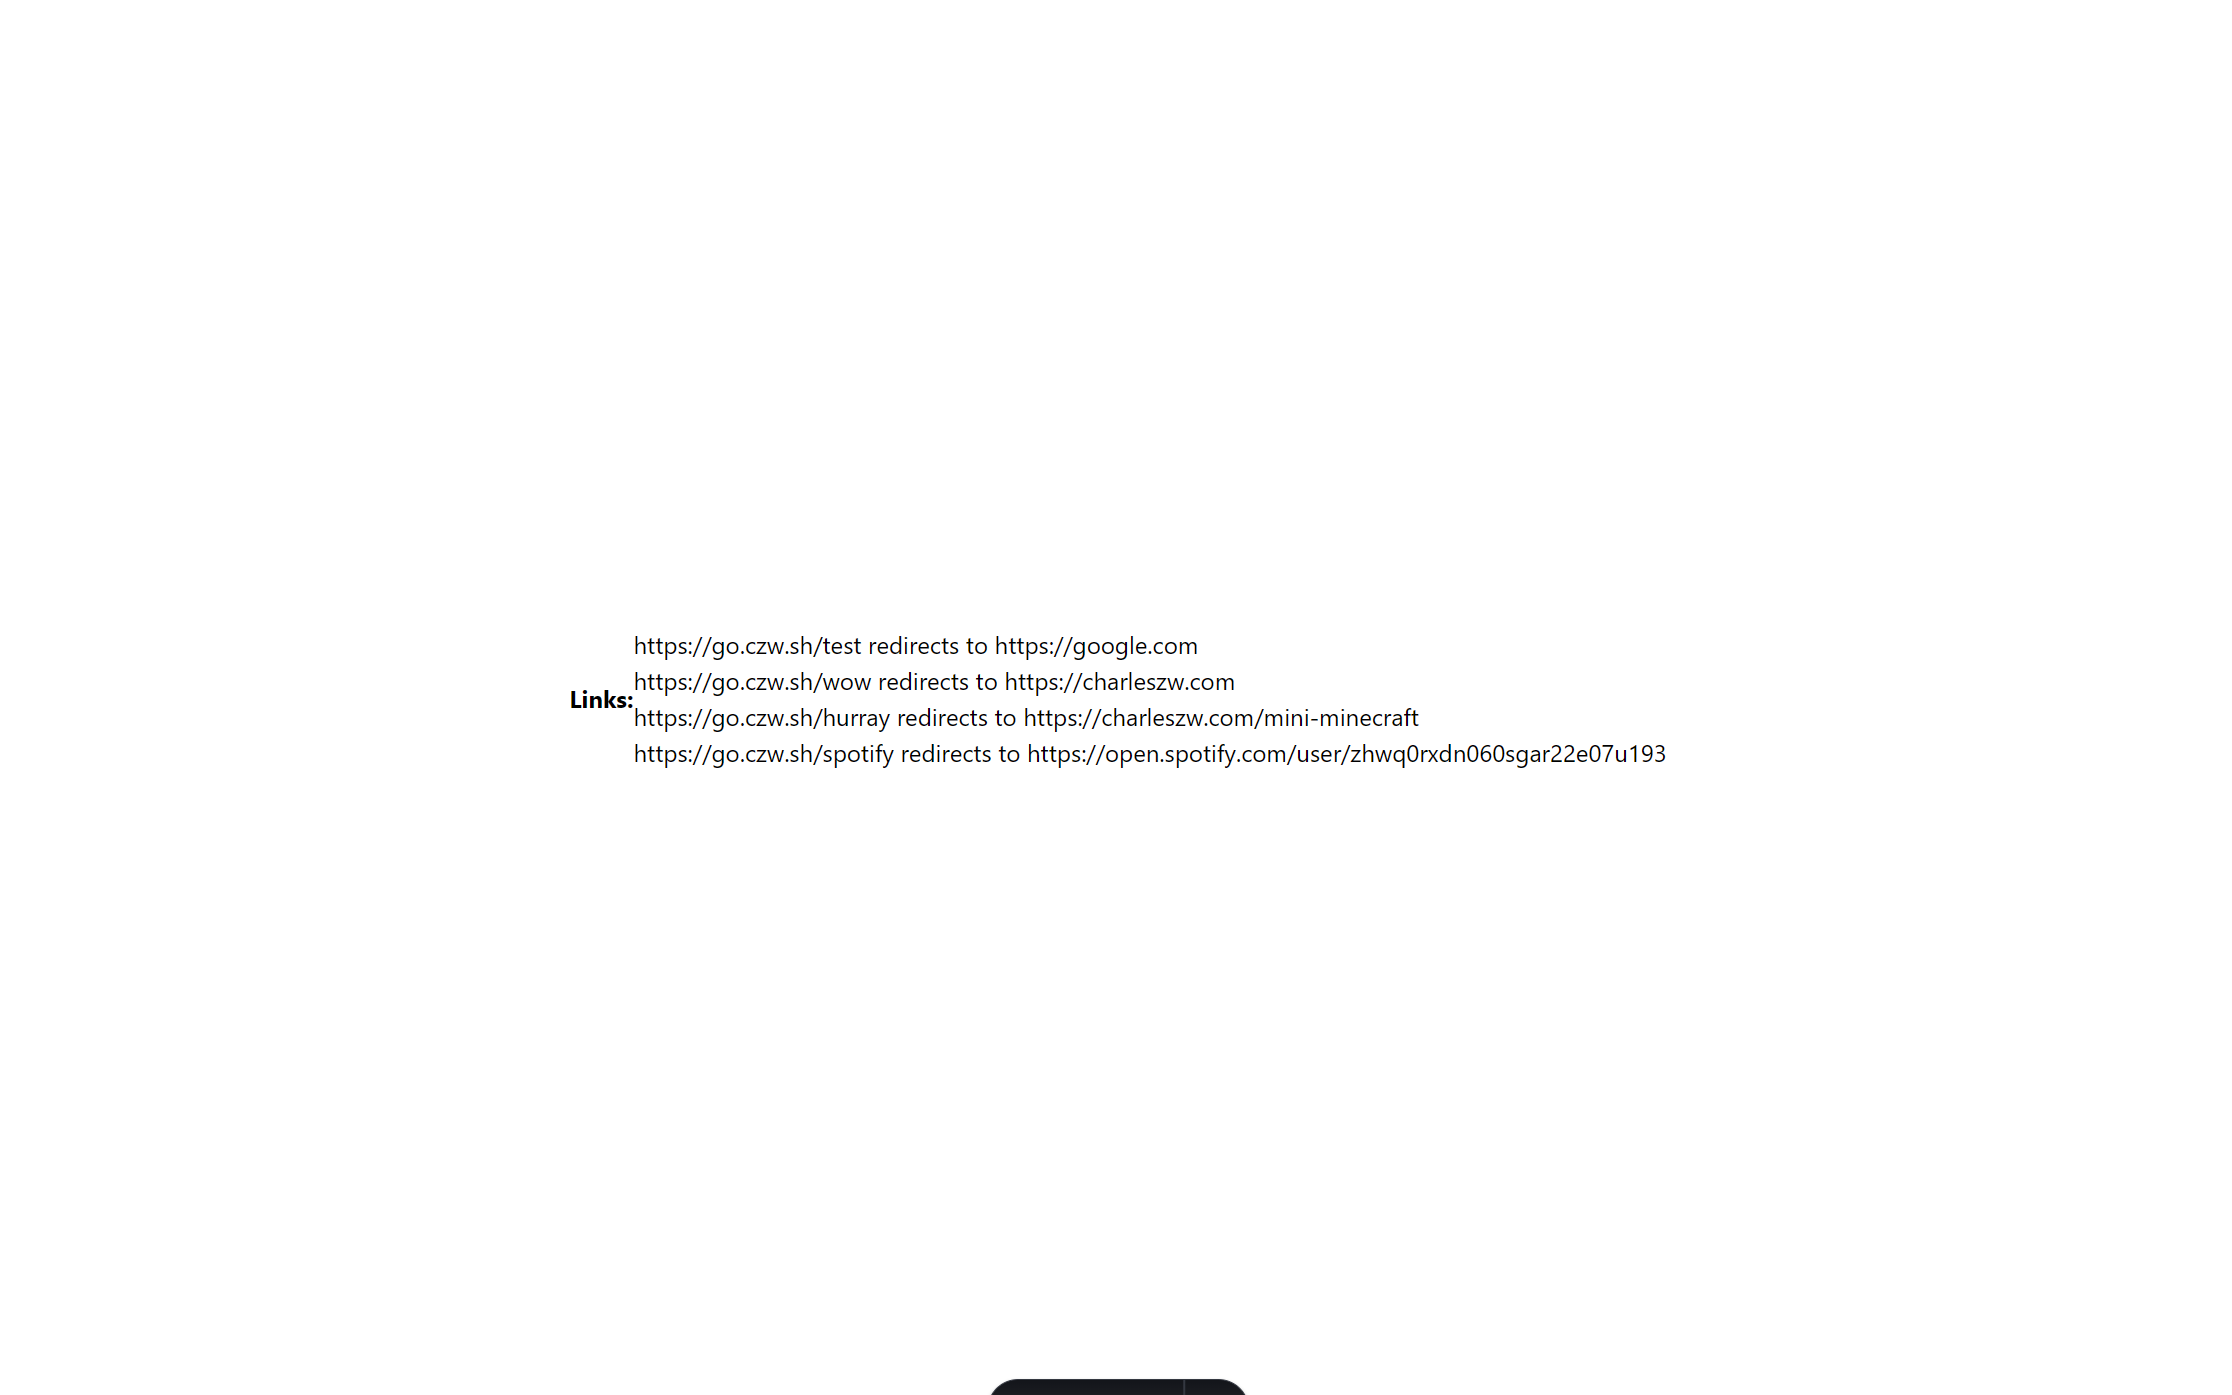 https://go.czw.sh/test redirects to https://google.com
https://go.czw.sh/wow redirects to https://charleszw.com
Links:
https://go.czw.sh/hurray redirects to https://charleszw.com/mini-minecraft
https://go.czw.sh/spotify redirects to https://open.spotify.com/user/zhwq0rxdn060sgar22e07u193